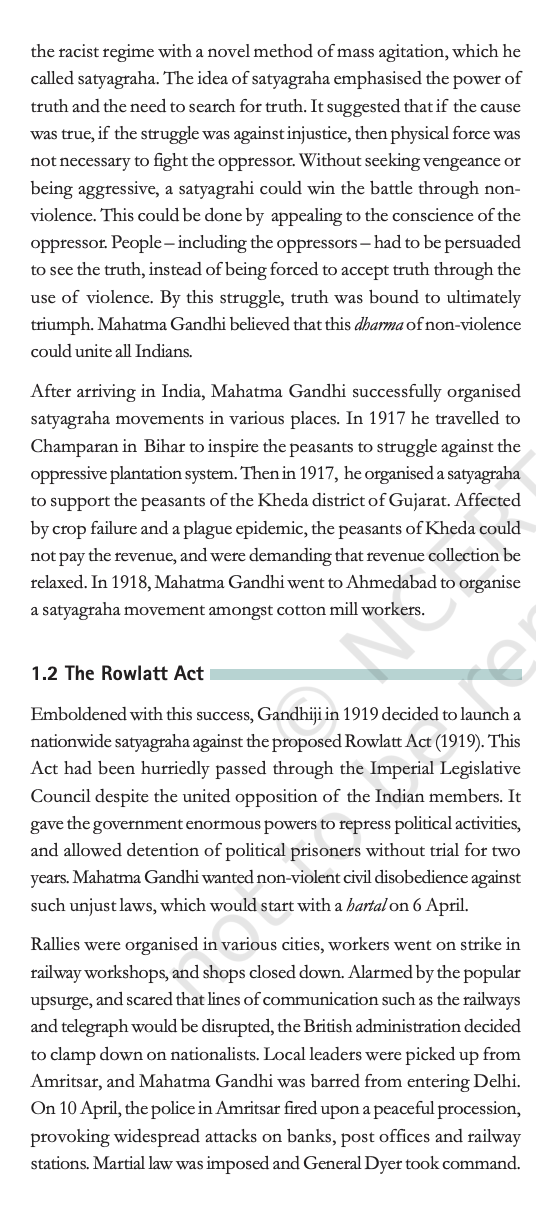 the racist regime with a novel method of mass agitation, which he
called satyagraha. The idea of satyagraha emphasised the power of
truth and the need to search for truth. It suggested that if the cause
was true, if the struggle was against injustice, then physical force was
not necessary to fight the oppressor. Without seeking vengeance or
being aggressive, a satyagrahi could win the battle through non-
violence. This could be done by appealing to the conscience of the
oppressor. People – including the oppressors – had to be persuaded
to see the truth, instead of being forced to accept truth through the
use of violence. By this struggle, truth was bound to ultimately
triumph. Mahatma Gandhi believed that this dharma of non-violence
could unite all Indians.
After arriving in India, Mahatma Gandhi successfully organised
satyagraha movements in various places. In 1917 he travelled to
Champaran in Bihar to inspire the peasants to struggle against the
oppressive plantation system. Then in 1917, he organised a satyagraha
to support the peasants of the Kheda district of Gujarat. Affected
by crop failure and a plague epidemic, the peasants of Kheda could
not pay the revenue, and were demanding that revenue collection be
relaxed. In 1918, Mahatma Gandhi went to Ahmedabad to organise
a satyagraha movement amongst cotton mill workers.
1.2 The Rowlatt Act
Emboldened with this success, Gandhiji in 1919 decided to launch a
nationwide satyagraha against the proposed Rowlatt Act (1919). This
Act had been hurriedly passed through the Imperial Legislative
Council despite the united opposition of the Indian members. It
gave the government enormous powers to repress political activities,
and allowed detention of political prisoners without trial for two
years. Mahatma Gandhi wanted non-violent civil disobedience against
such unjust laws, which would start with a hartal on 6 April.
Rallies were organised in various cities, workers went on strike in
railway workshops, and shops closed down. Alarmed by the popular
upsurge, and scared that lines of communication such as the railways
and telegraph would be disrupted, the British administration decided
to clamp down on nationalists. Local leaders were picked up from
Amritsar, and Mahatma Gandhi was barred from entering Delhi.
On 10 April, the police in Amritsar fired upon a peaceful procession,
provoking widespread attacks on banks, post offices and railway
stations. Martial law was imposed and General Dyer took command.
© NCERT
not to be